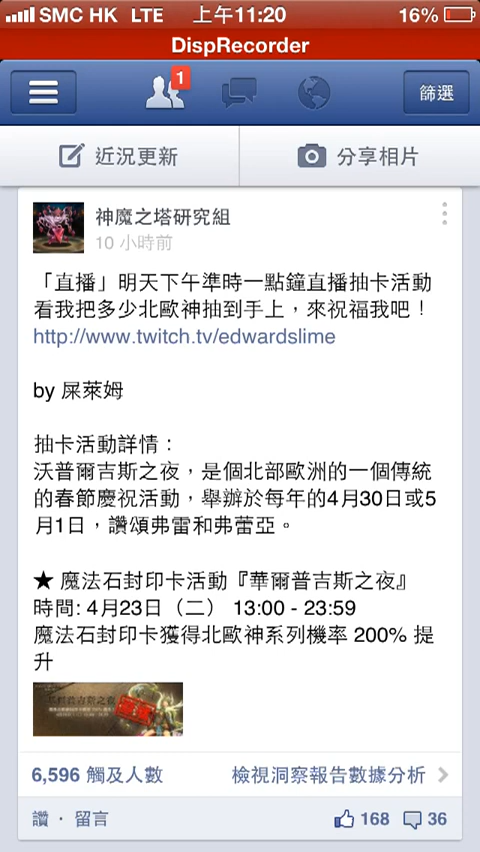 SMC HK LTE 上午11:20 16%
DispRecorder
1
篩選
近況更新 分享相片
神魔之塔研究組
10 小時前
「直播」明天下午準時一點鐘直播抽卡活動
看我把多少北歐神抽到手上，來祝福我吧！
http://www.twitch.tv/edwardslime
by 屎萊姆
抽卡活動詳情：
沃普爾吉斯之夜，是個北部歐洲的一個傳統
的春節慶祝活動，舉辦於每年的4月30日或5
月1日，讚頌弗雷和弗蕾亞。
★ 魔法石封印卡活動『華爾普吉斯之夜』
時間: 4月23日（二） 13:00 - 23:59
魔法石封印卡獲得北歐神系列機率 200% 提
升
6,596 觸及人數 檢視洞察報告數據分析
讚 · 留言 168 36